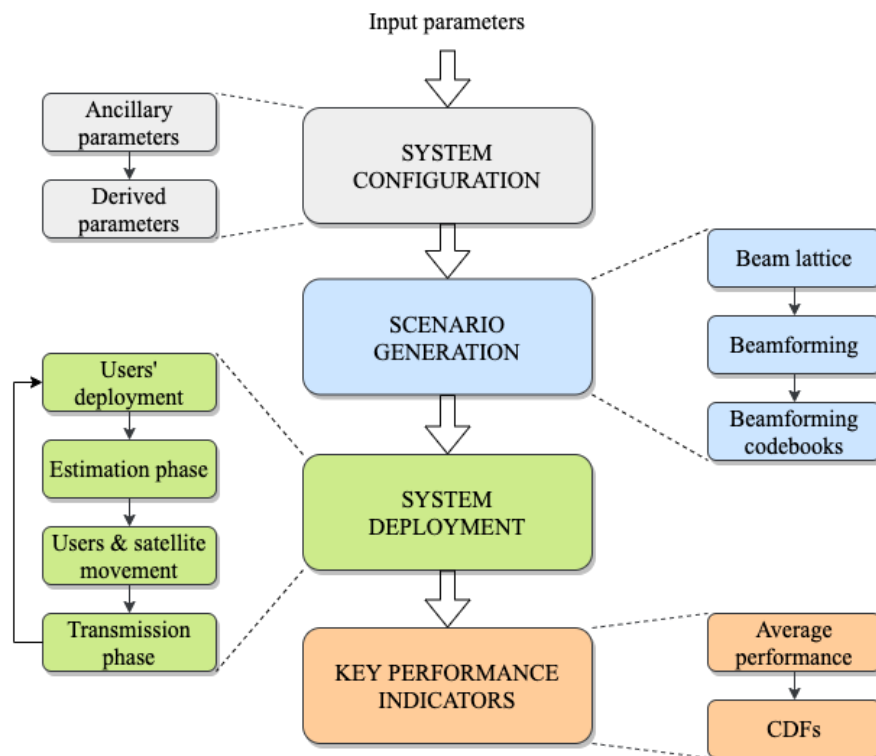 Input parameters
Ancillary
parameters
Derived
parameters
SYSTEM
CONFIGURATION
SCENARIO
GENERATION
Beam lattice
Beamforming
Beamforming
codebooks
Users'
deployment
Estimation phase
Users & satellite
movement
Transmission
phase
SYSTEM
DEPLOYMENT
KEY PERFORMANCE
INDICATORS
Average
performance
CDFs